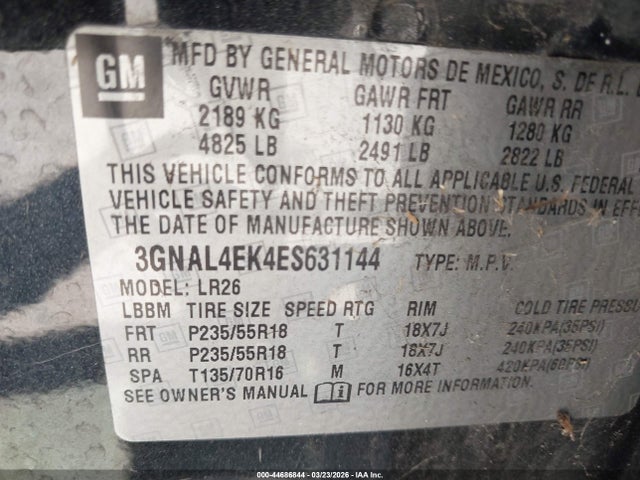 GM
MFD BY GENERAL MOTORS DE MEXICO, S. DE R.L.
GVWR GAWR FRT GAWR RR
2189 KG 1130 KG 1280 KG
4825 LB 2491 LB 2822 LB
THIS VEHICLE CONFORMS TO ALL APPLICABLE U.S. FEDERAL
VEHICLE SAFETY AND THEFT PREVENTION STANDARDS IN EFFE
THE DATE OF MANUFACTURE SHOWN ABOVE.
3GNAL4EK4ES631144 TYPE: M.P.V.
MODEL: LR26
LBBM TIRE SIZE SPEED RTG RIM COLD TIRE PRESSU
FRT P235/55R18 T 18X7J 240KPA(35PSI)
RR P235/55R18 T 18X7J 240KPA(35PSI)
SPA T135/70R16 M 16X4T 420KPA(60PSI)
SEE OWNER'S MANUAL FOR MORE INFORMATION.
000-44686844 | 03/23/2026 | © IAA Inc.